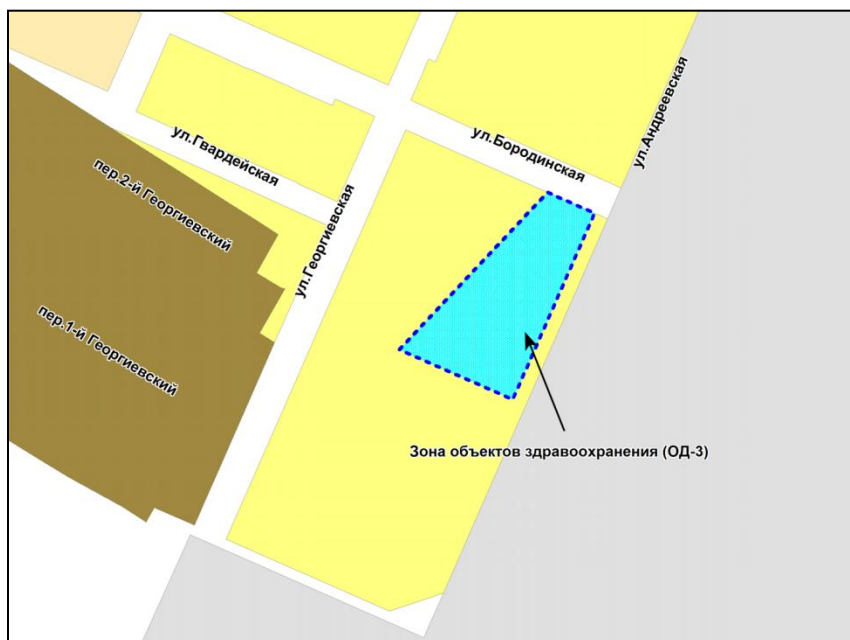 ул.Гвардейская
ул.Бородинская
ул.Андреевская
пер.2-й Георгиевский
ул.Георгиевская
пер.1-й Георгиевский
Зона объектов здравоохранения (ОД-3)